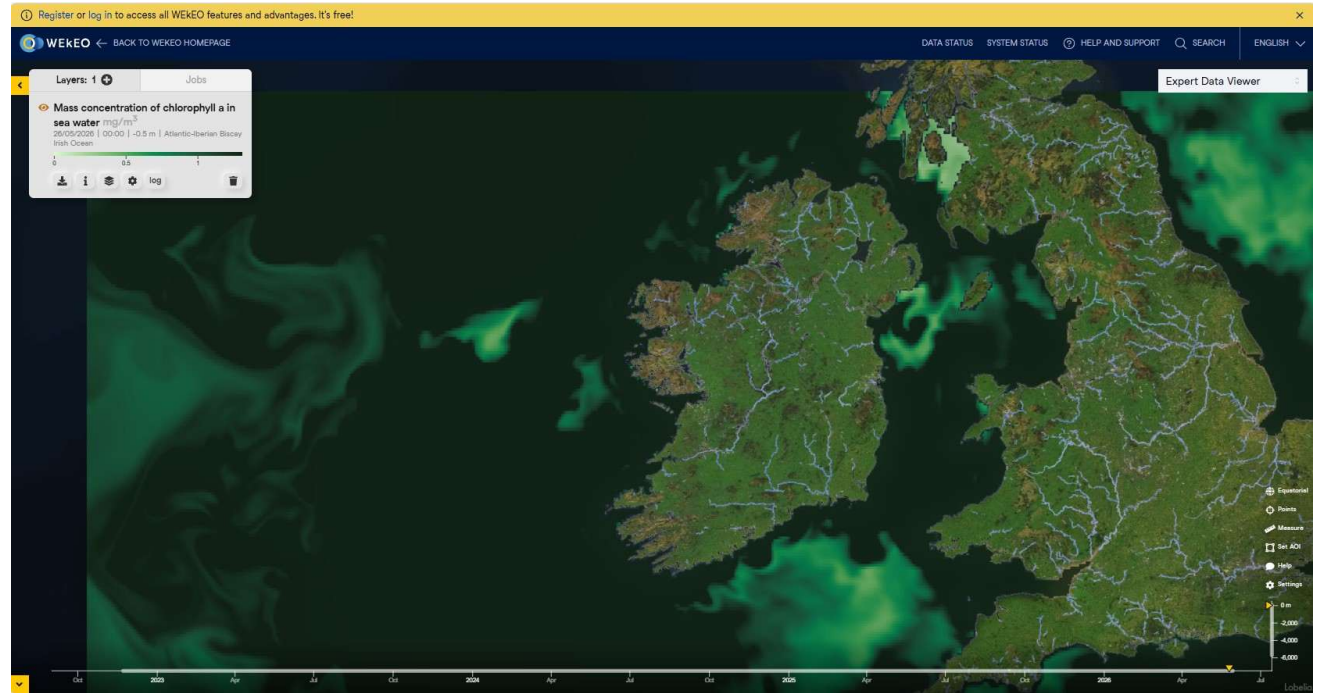 Register or log in to access all WEkEO features and advantages. It's free!
WEkEO ← BACK TO WEKEO HOMEPAGE
DATA STATUS SYSTEM STATUS HELP AND SUPPORT SEARCH ENGLISH
Layers: 1 Jobs
Expert Data Viewer
Mass concentration of chlorophyll a in
sea water mg/m³
26/05/2026 | 00:00 | -0.5 m | Atlantic-Iberian Biscay
Irish Ocean
0 0.5 1
log
Equatorial
Points
Measure
Set AOI
Help
Settings
0 m
-2,000
-4,000
-6,000
Oct 2023 Apr Jul Oct 2024 Apr Jul Oct 2025 Apr Jul Oct 2026 Apr Jul
Lobelia